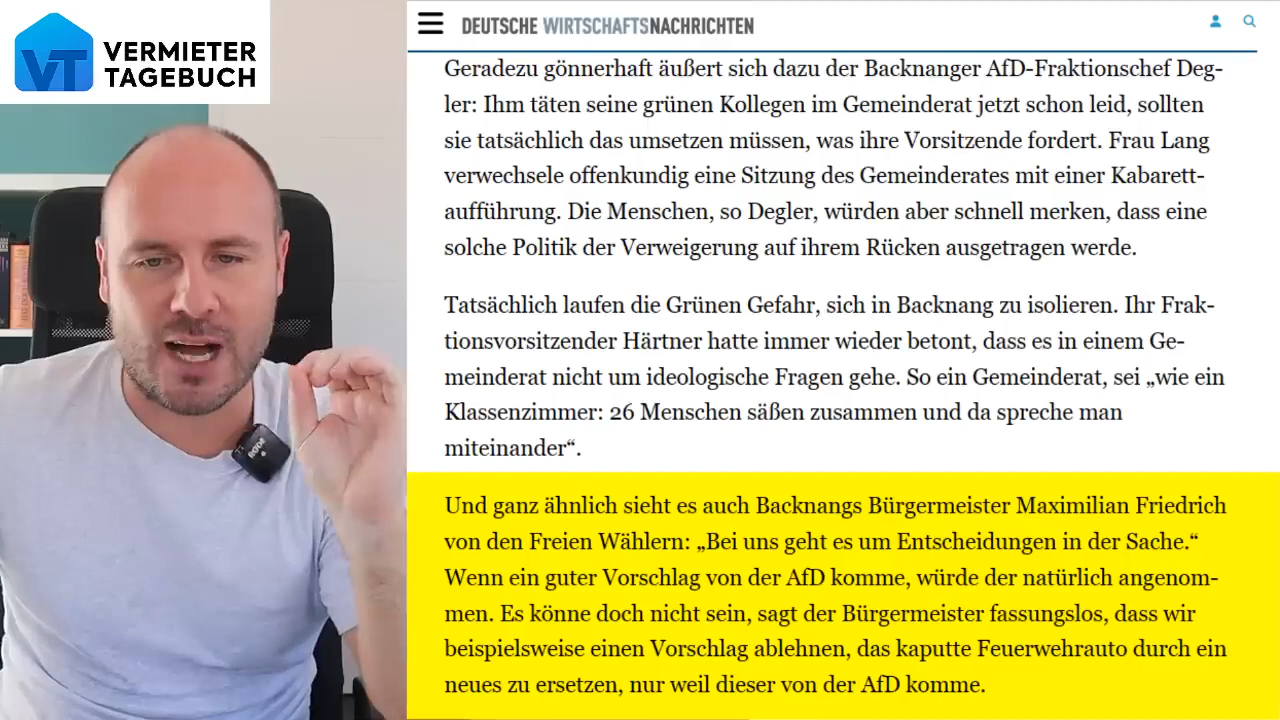 VERMIETER
TAGEBUCH
VT
RODE
DEUTSCHE WIRTSCHAFTSNACHRICHTEN
Geradezu gönnerhaft äußert sich dazu der Backnanger AfD-Fraktionschef Deg-
ler: Ihm täten seine grünen Kollegen im Gemeinderat jetzt schon leid, sollten
sie tatsächlich das umsetzen müssen, was ihre Vorsitzende fordert. Frau Lang
verwechsele offenkundig eine Sitzung des Gemeinderates mit einer Kabarett-
aufführung. Die Menschen, so Degler, würden aber schnell merken, dass eine
solche Politik der Verweigerung auf ihrem Rücken ausgetragen werde.
Tatsächlich laufen die Grünen Gefahr, sich in Backnang zu isolieren. Ihr Frak-
tionsvorsitzender Härtner hatte immer wieder betont, dass es in einem Ge-
meinderat nicht um ideologische Fragen gehe. So ein Gemeinderat, sei „wie ein
Klassenzimmer: 26 Menschen säßen zusammen und da spreche man
miteinander“.
Und ganz ähnlich sieht es auch Backnangs Bürgermeister Maximilian Friedrich
von den Freien Wählern: „Bei uns geht es um Entscheidungen in der Sache.“
Wenn ein guter Vorschlag von der AfD komme, würde der natürlich angenom-
men. Es könne doch nicht sein, sagt der Bürgermeister fassungslos, dass wir
beispielsweise einen Vorschlag ablehnen, das kaputte Feuerwehrauto durch ein
neues zu ersetzen, nur weil dieser von der AfD komme.